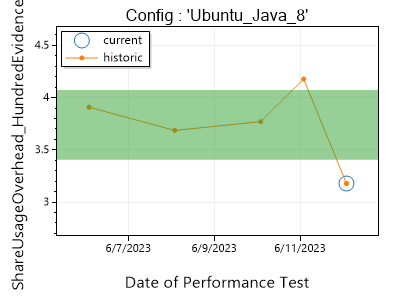 Config : 'Ubuntu_Java_8'
ShareUsageOverhead_HundredEvidence
current
historic
4.5
4
3.5
3
6/7/2023
6/9/2023
6/11/2023
Date of Performance Test